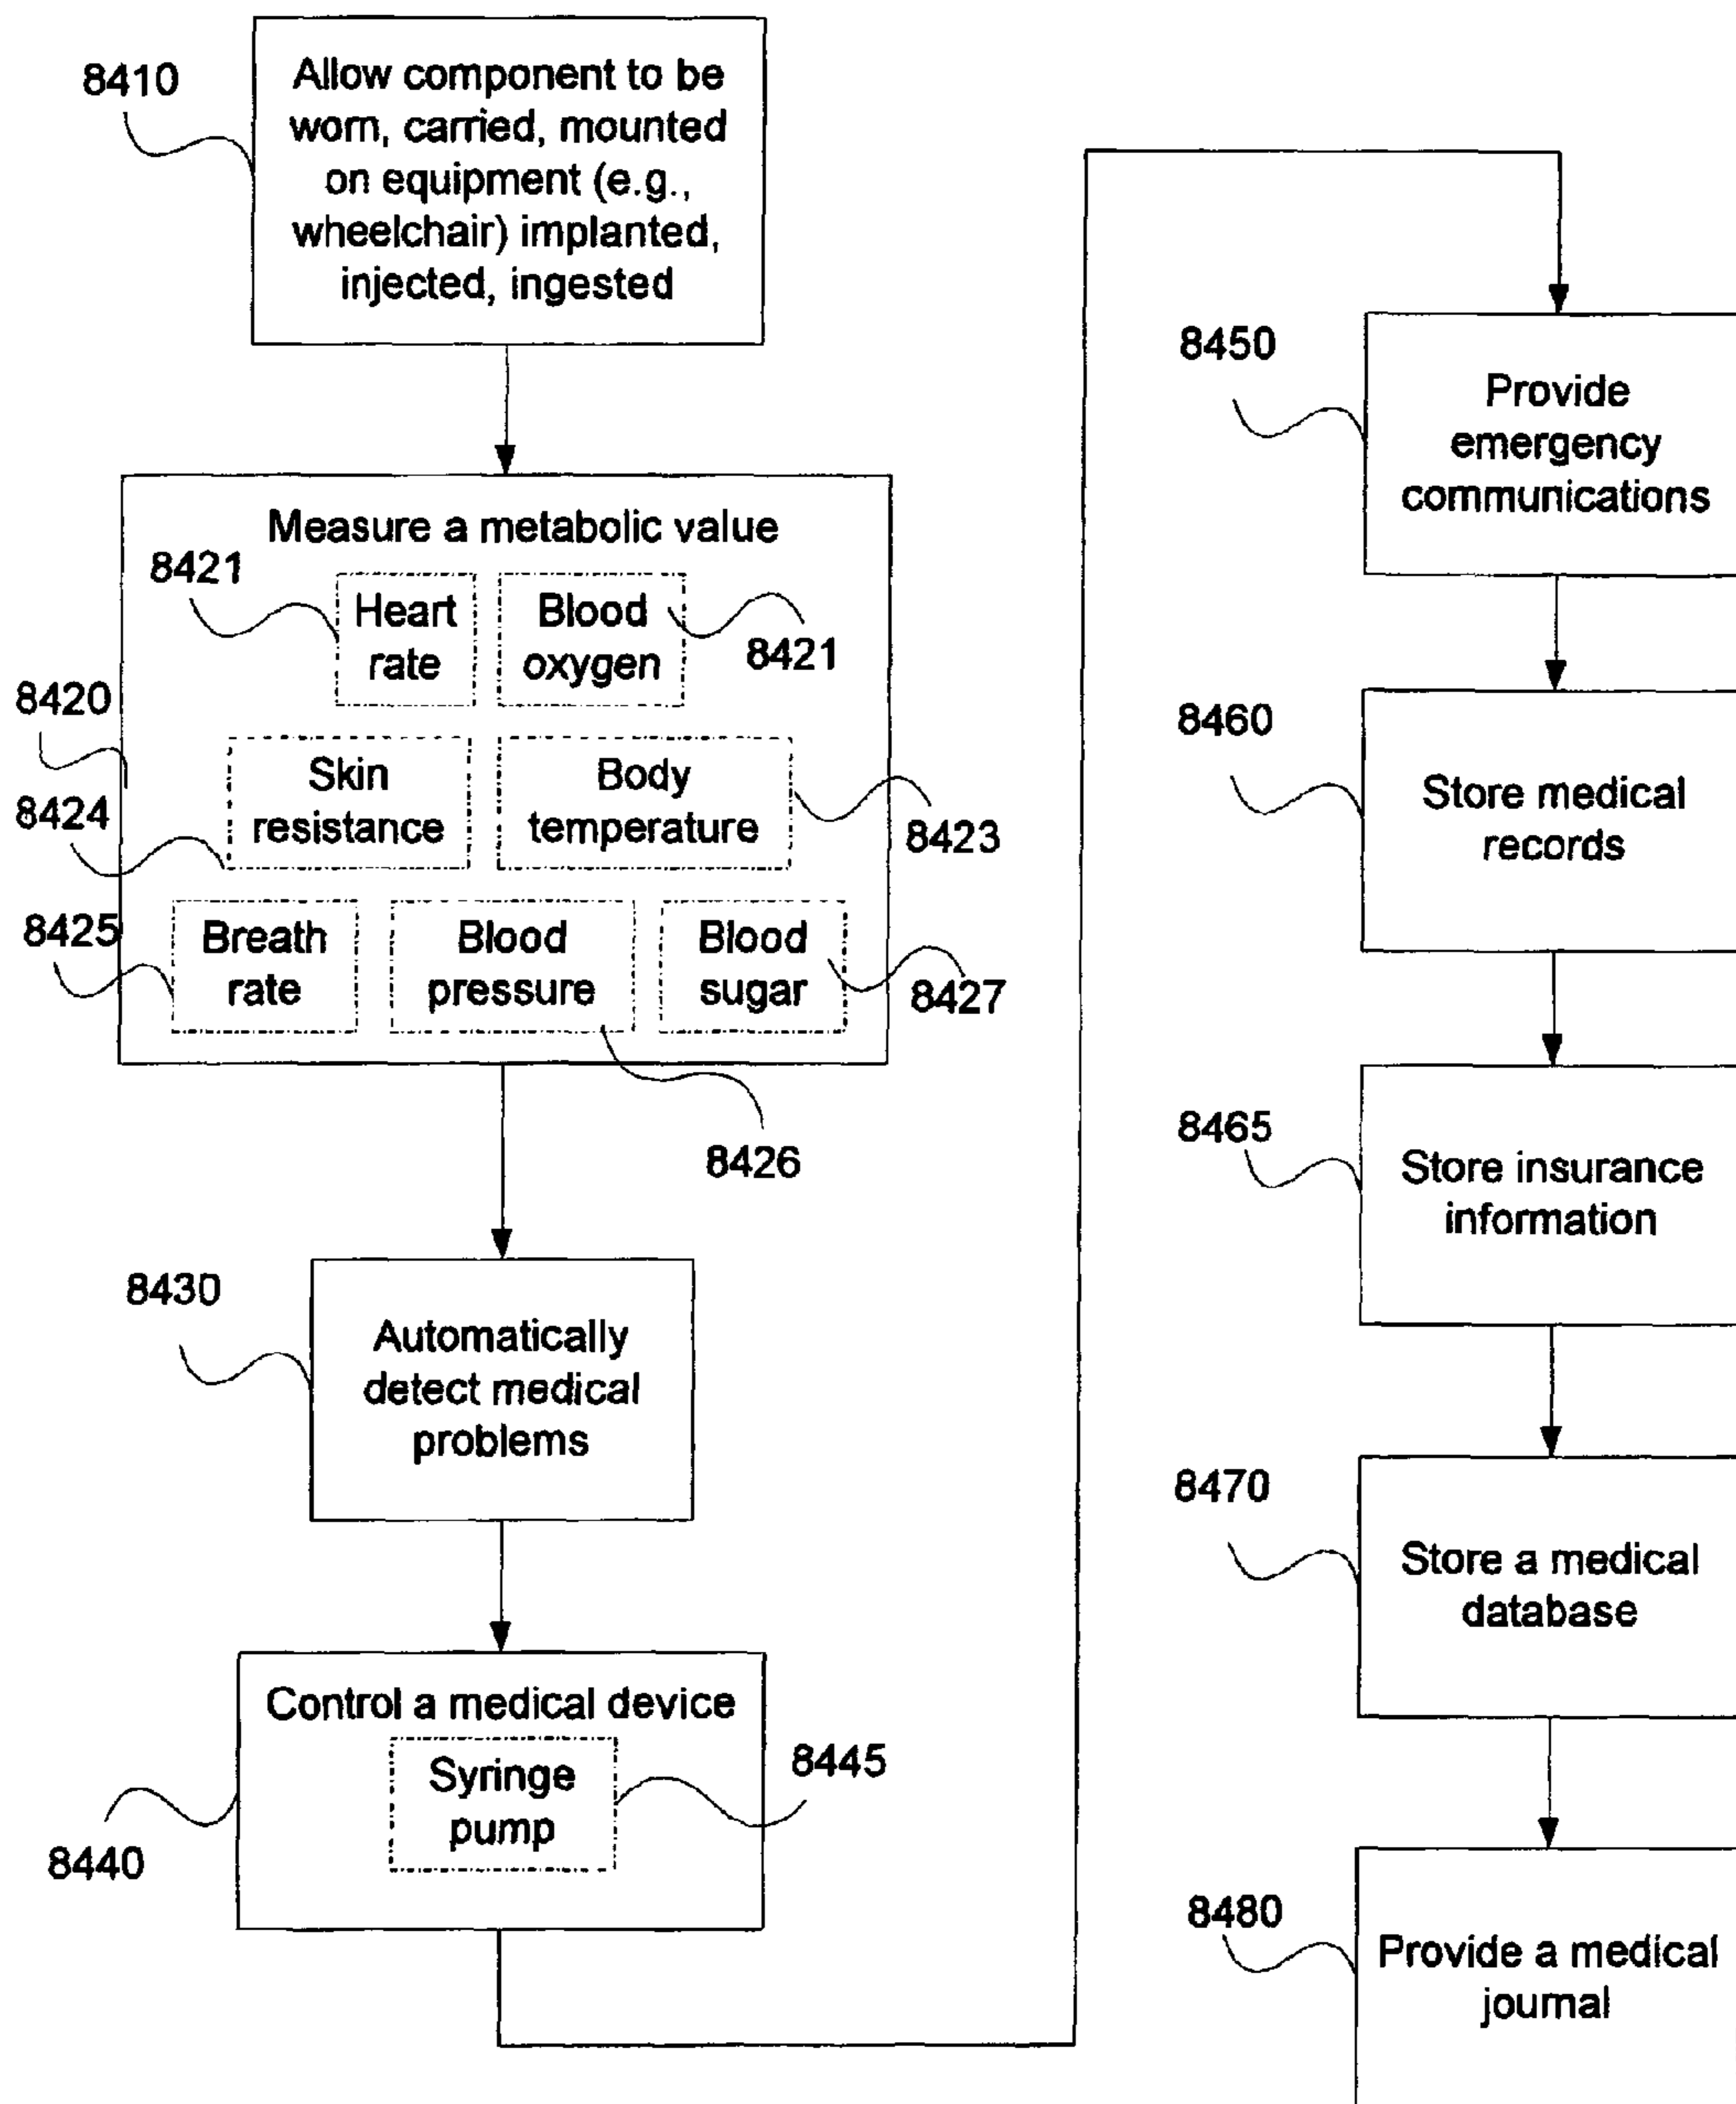 8410
Allow component to be
worn, carried, mounted
on equipment (e.g.,
wheelchair) implanted,
injected, ingested
8420
Measure a metabolic value
8421
Heart
rate
Blood
oxygen
8421
8424
Skin
resistance
Body
temperature
8423
8425
Breath
rate
Blood
pressure
8426
Blood
sugar
8427
8430
Automatically
detect medical
problems
8440
Control a medical device
Syringe
pump
8445
8450
Provide
emergency
communications
8460
Store medical
records
8465
Store insurance
information
8470
Store a medical
database
8480
Provide a medical
journal